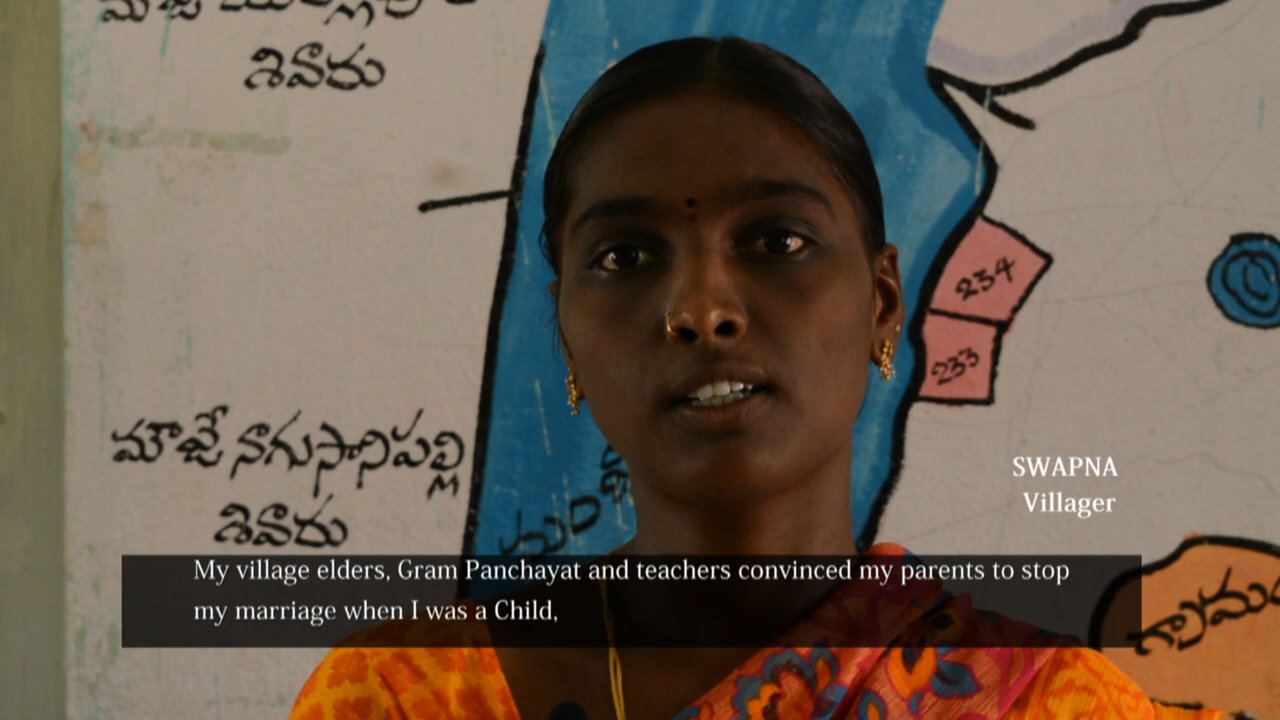 శివారు
234
233
మౌజే నాగుసానిపల్లి
శివారు
SWAPNA
Villager
My village elders, Gram Panchayat and teachers convinced my parents to stop
my marriage when I was a Child,